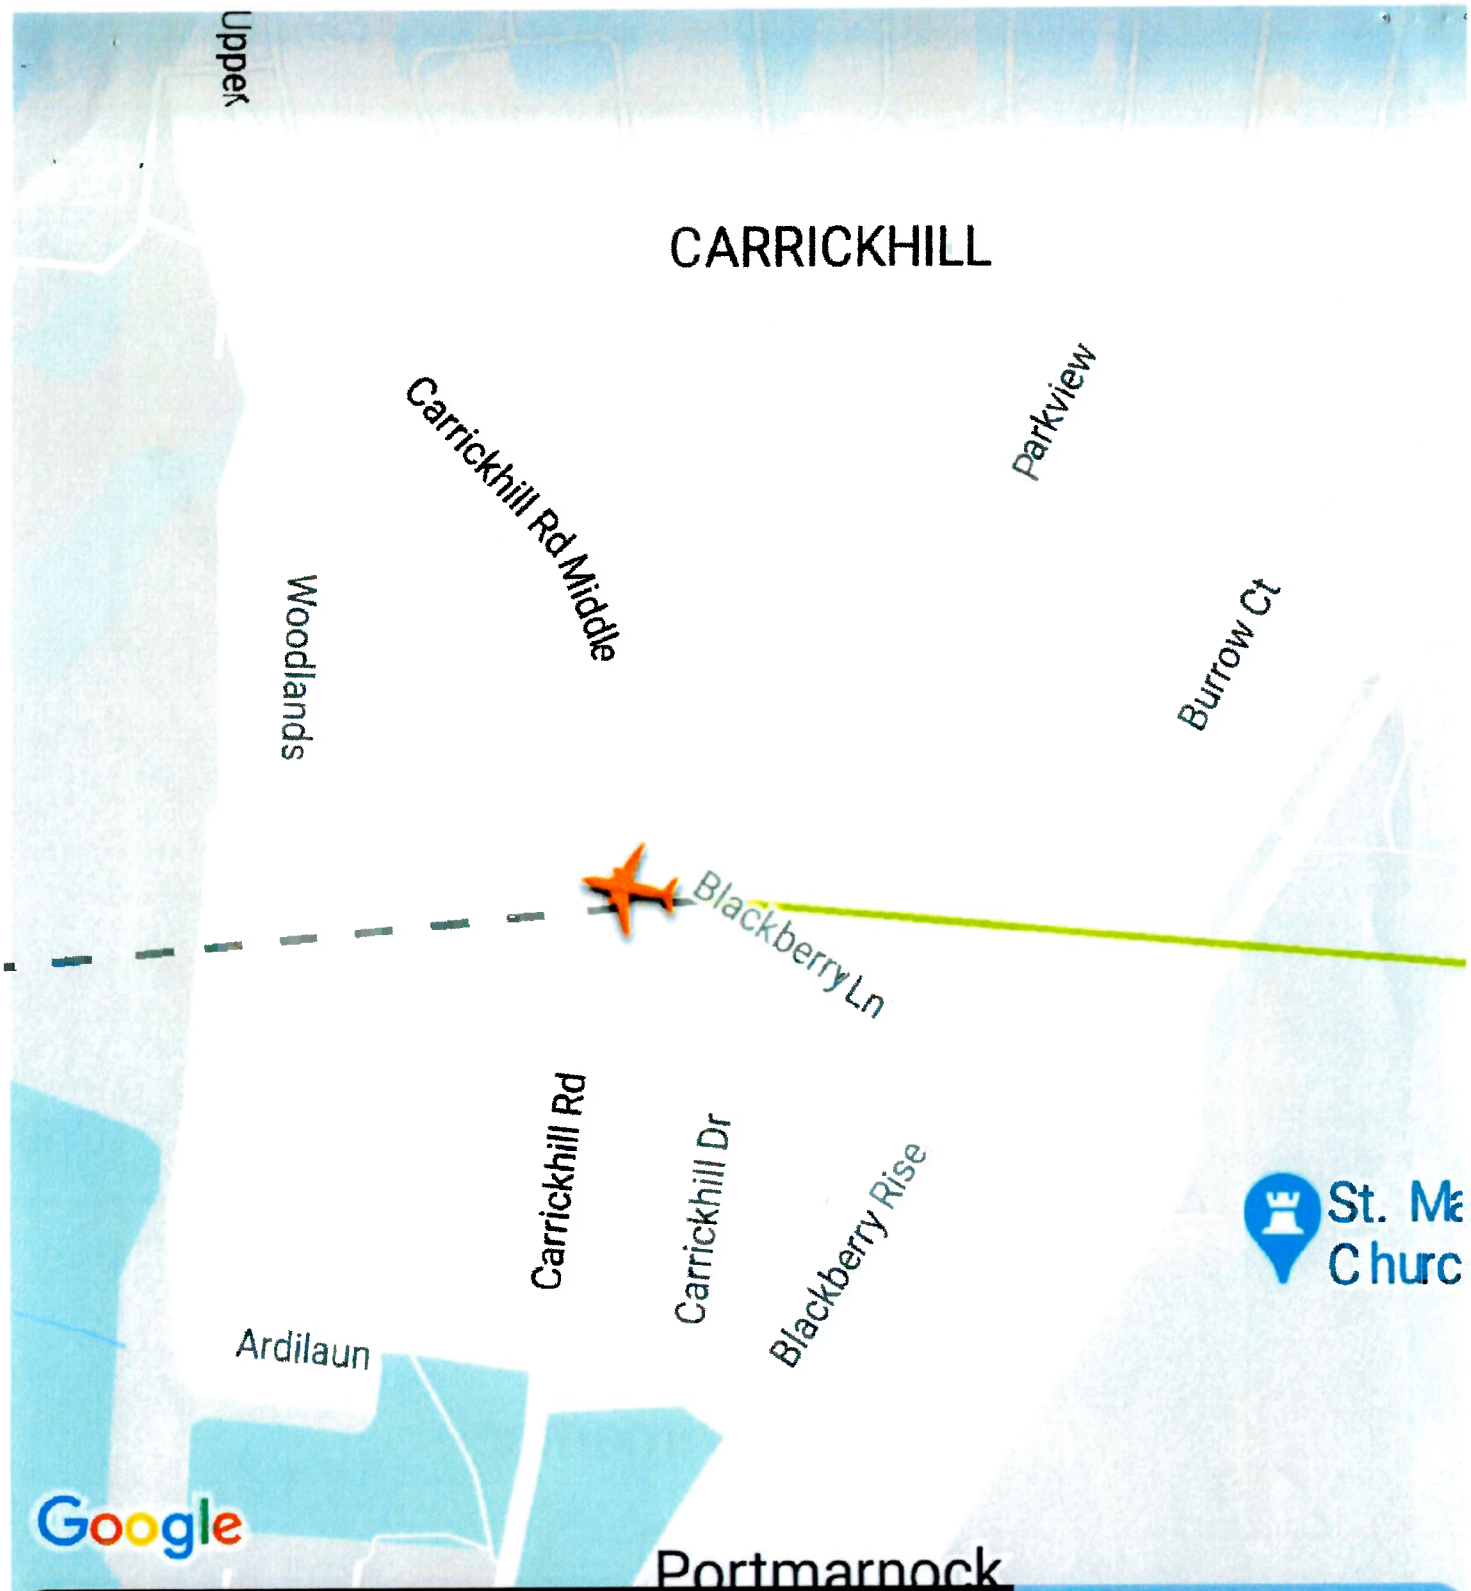 Upper
CARRICKHILL
Parkview
Carrickhill Rd Middle
Woodlands
Burrow Ct
Blackberry Ln
Carrickhill Rd
Carrickhill Dr
Blackberry Rise
St. Ma
Churc
Ardilaun
Google
Portmarnock